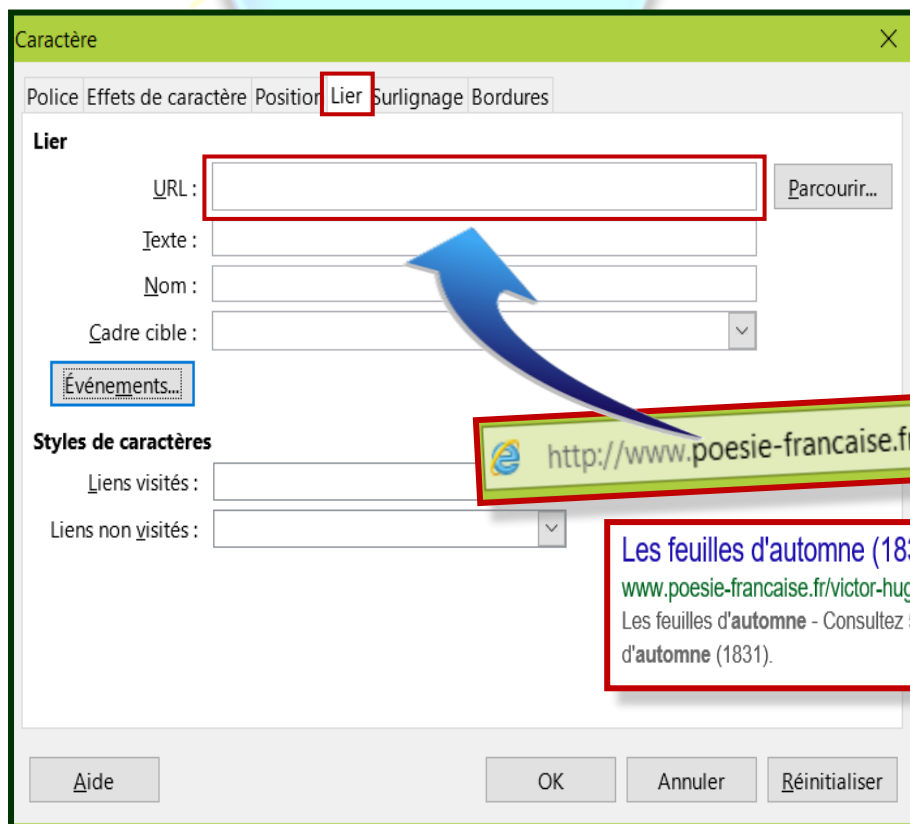 Caractère
Police Effets de caractère Position Lier Surlignage Bordures
Lier
URL :
Parcourir...
Texte :
Nom :
Cadre cible :
Événements...
Styles de caractères
http://www.poesie-francaise.fr
Liens visités :
Liens non visités :
Les feuilles d'automne (183
www.poesie-francaise.fr/victor-hug
Les feuilles d'automne - Consultez
d'automne (1831).
Aide OK Annuler Réinitialiser